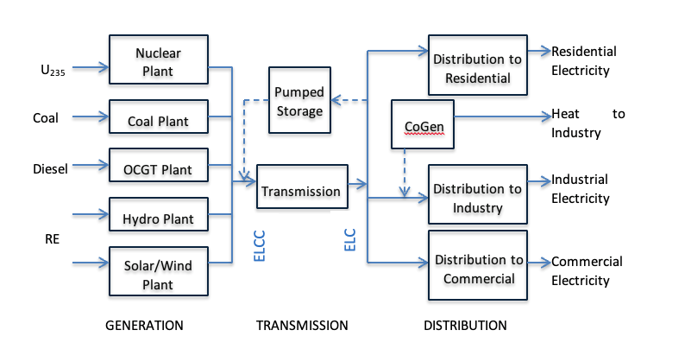 Nuclear
Plant
U235
Coal
Coal Plant
Diesel
OCGT Plant
Hydro Plant
RE
Solar/Wind
Plant
Pumped
Storage
Transmission
ELCC
ELC
Distribution to
Residential
Residential
Electricity
CoGen
Heat to
Industry
Distribution to
Industry
Industrial
Electricity
Distribution to
Commercial
Commercial
Electricity
GENERATION
TRANSMISSION
DISTRIBUTION